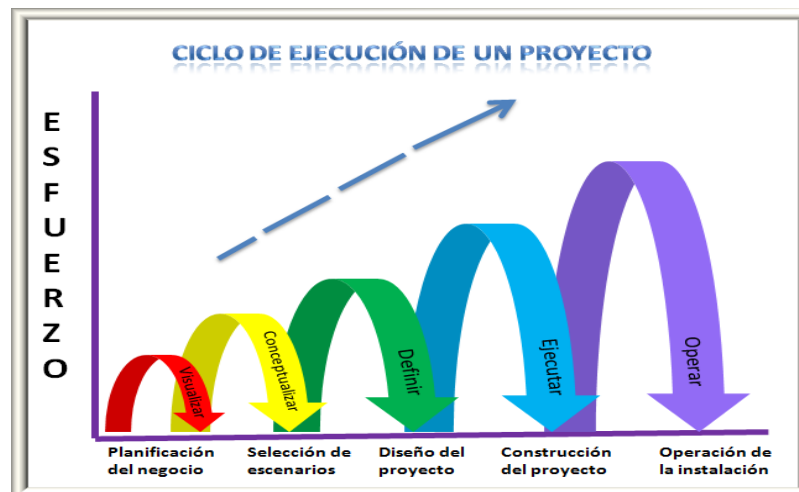 CICLO DE EJECUCIÓN DE UN PROYECTO
ESFUERZO
Visualizar
Conceptualizar
Definir
Ejecutar
Operar
Planificación
del negocio
Selección de
escenarios
Diseño del
proyecto
Construcción
del proyecto
Operación de
la instalación